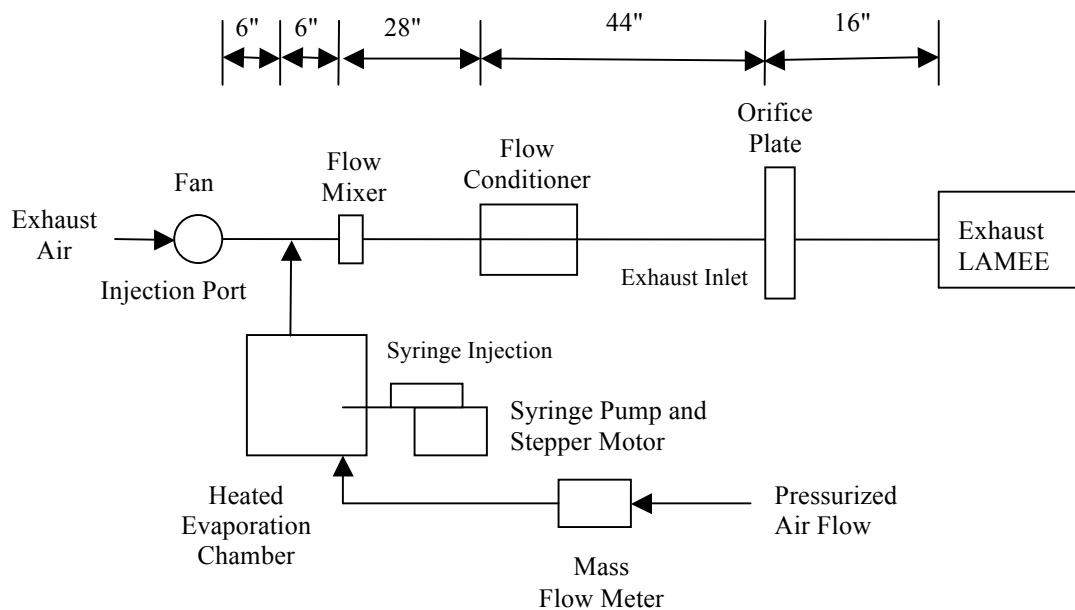 6" 6" 28" 44" 16"
Orifice
Plate
Flow
Conditioner
Flow
Mixer
Fan
Exhaust
Air
Exhaust
LAMEE
Injection Port
Exhaust Inlet
Syringe Injection
Syringe Pump and
Stepper Motor
Heated
Evaporation
Chamber
Pressurized
Air Flow
Mass
Flow Meter